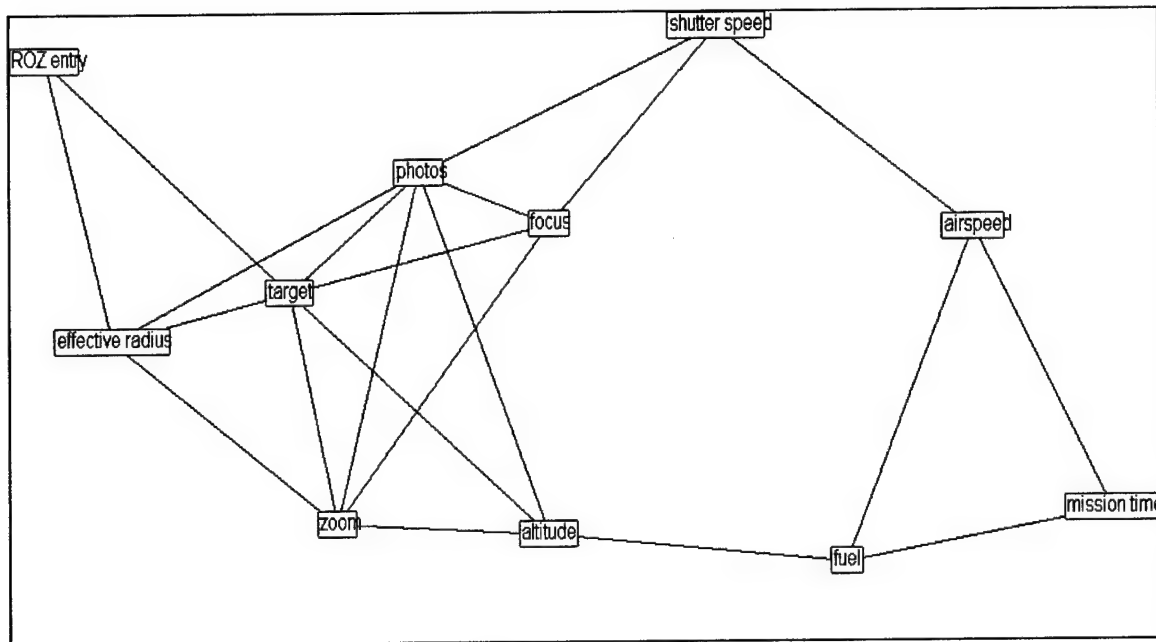 shutter speed
ROZ entry
photos
focus
airspeed
target
effective radius
mission time
zoom
altitude
fuel